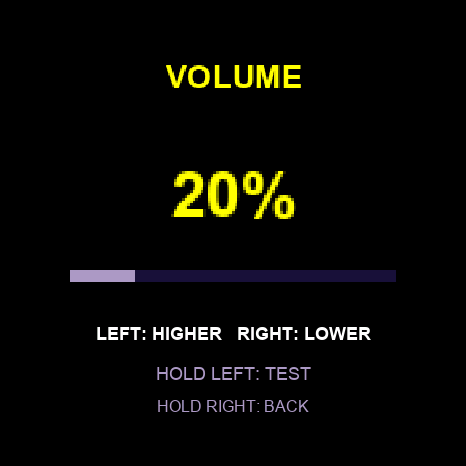 VOLUME
20%
LEFT: HIGHER RIGHT: LOWER
HOLD LEFT: TEST
HOLD RIGHT: BACK